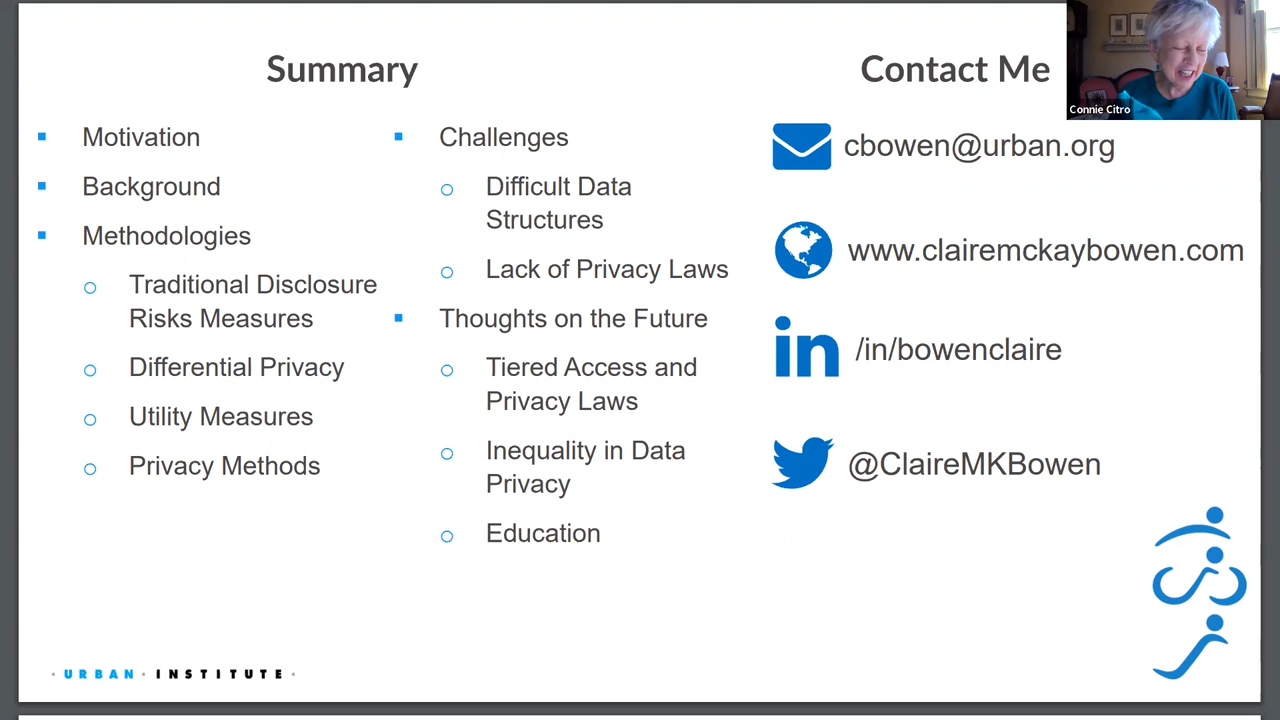 Summary
Motivation
Background
Methodologies
Traditional Disclosure
Risks Measures
Differential Privacy
Utility Measures
Privacy Methods
Challenges
Difficult Data
Structures
Lack of Privacy Laws
Thoughts on the Future
Tiered Access and
Privacy Laws
Inequality in Data
Privacy
Education
Contact Me
cbowen@urban.org
www.clairemckaybowen.com
in /in/bowenclaire
@ClaireMKBowen
Connie Citro
· URBAN · INSTITUTE ·